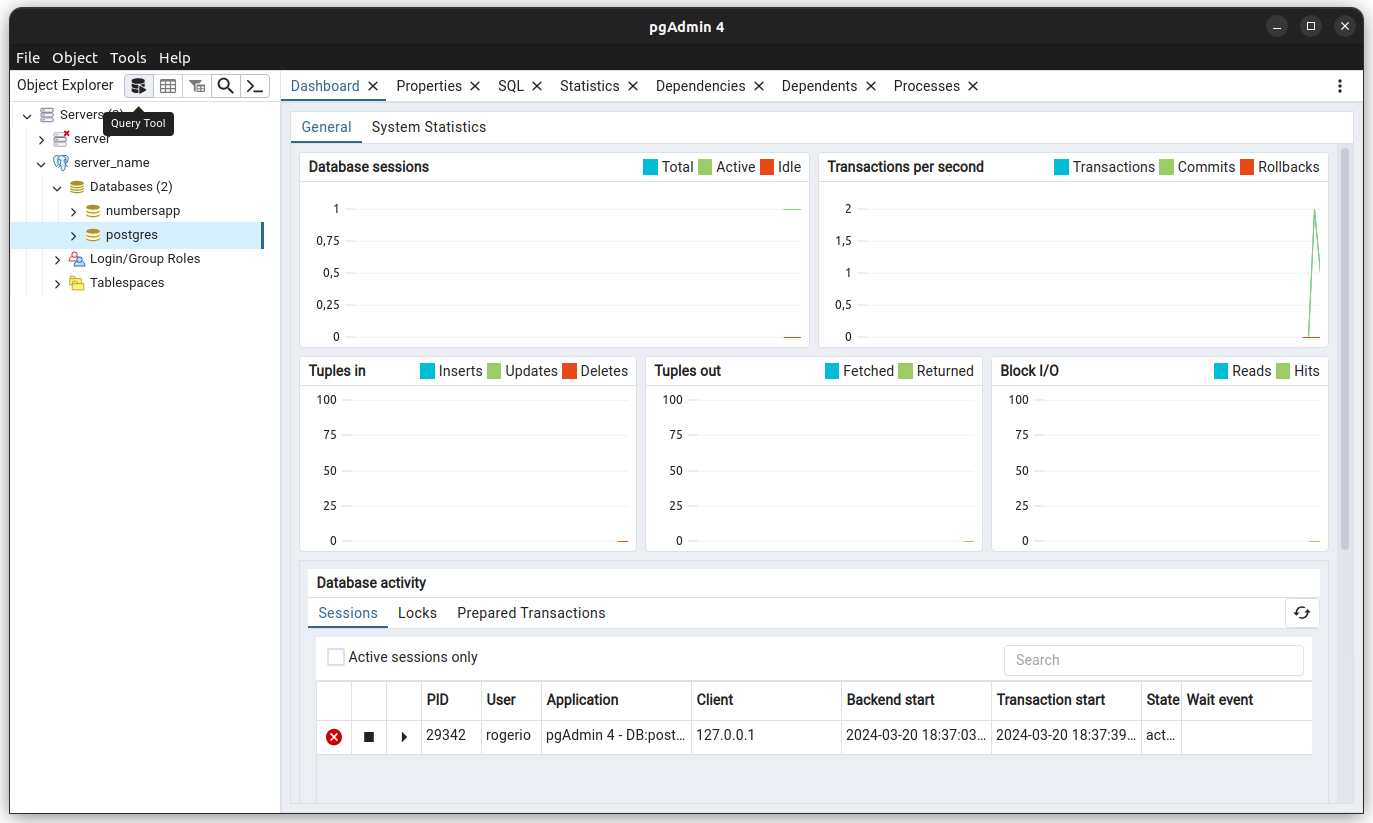 pgAdmin 4
File Object Tools Help
Object Explorer
Dashboard Properties SQL Statistics Dependencies Dependents Processes
Servers
Query Tool
server
server_name
Databases (2)
numbersapp
postgres
Login/Group Roles
Tablespaces
General System Statistics
Database sessions Total Active Idle
1
0,75
0,5
0,25
0
Transactions per second Transactions Commits Rollbacks
2
1,5
1
0,5
0
Tuples in Inserts Updates Deletes
100
75
50
25
0
Tuples out Fetched Returned
100
75
50
25
0
Block I/O Reads Hits
100
75
50
25
0
Database activity
Sessions Locks Prepared Transactions
Active sessions only Search
PID User Application Client Backend start Transaction start State Wait event
29342 rogerio pgAdmin 4 - DB:post... 127.0.0.1 2024-03-20 18:37:03... 2024-03-20 18:37:39... act...